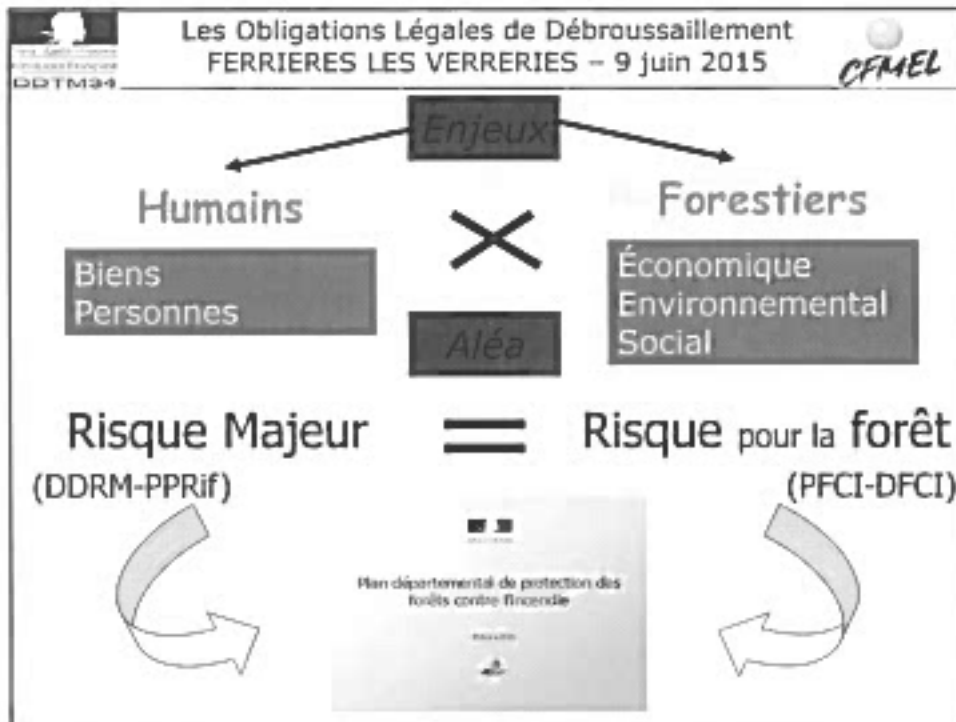 Les Obligations Légales de Débroussaillement
FERRIERES LES VERRERIES – 9 juin 2015
DDTM34
CFMEL
Enjeux
Humains
Forestiers
Biens
Personnes
Économique
Environnemental
Social
Aléa
Risque Majeur
=
Risque pour la forêt
(DDRM-PPRif)
(PFCI-DFCI)
Plan départemental de protection des
forêts contre l'incendie